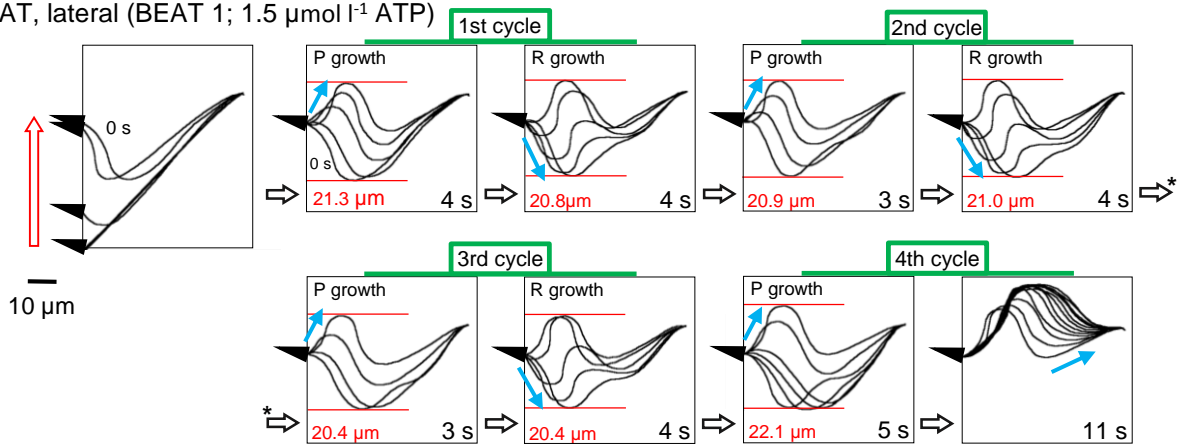 AT, lateral (BEAT 1; 1.5 µmol l-1 ATP)
1st cycle
2nd cycle
0 s
P growth
0 s
21.3 µm
4 s
R growth
20.8µm
4 s
P growth
20.9 µm
3 s
R growth
21.0 µm
4 s
*
10 µm
3rd cycle
4th cycle
*
P growth
20.4 µm
3 s
R growth
20.4 µm
4 s
P growth
22.1 µm
5 s
11 s